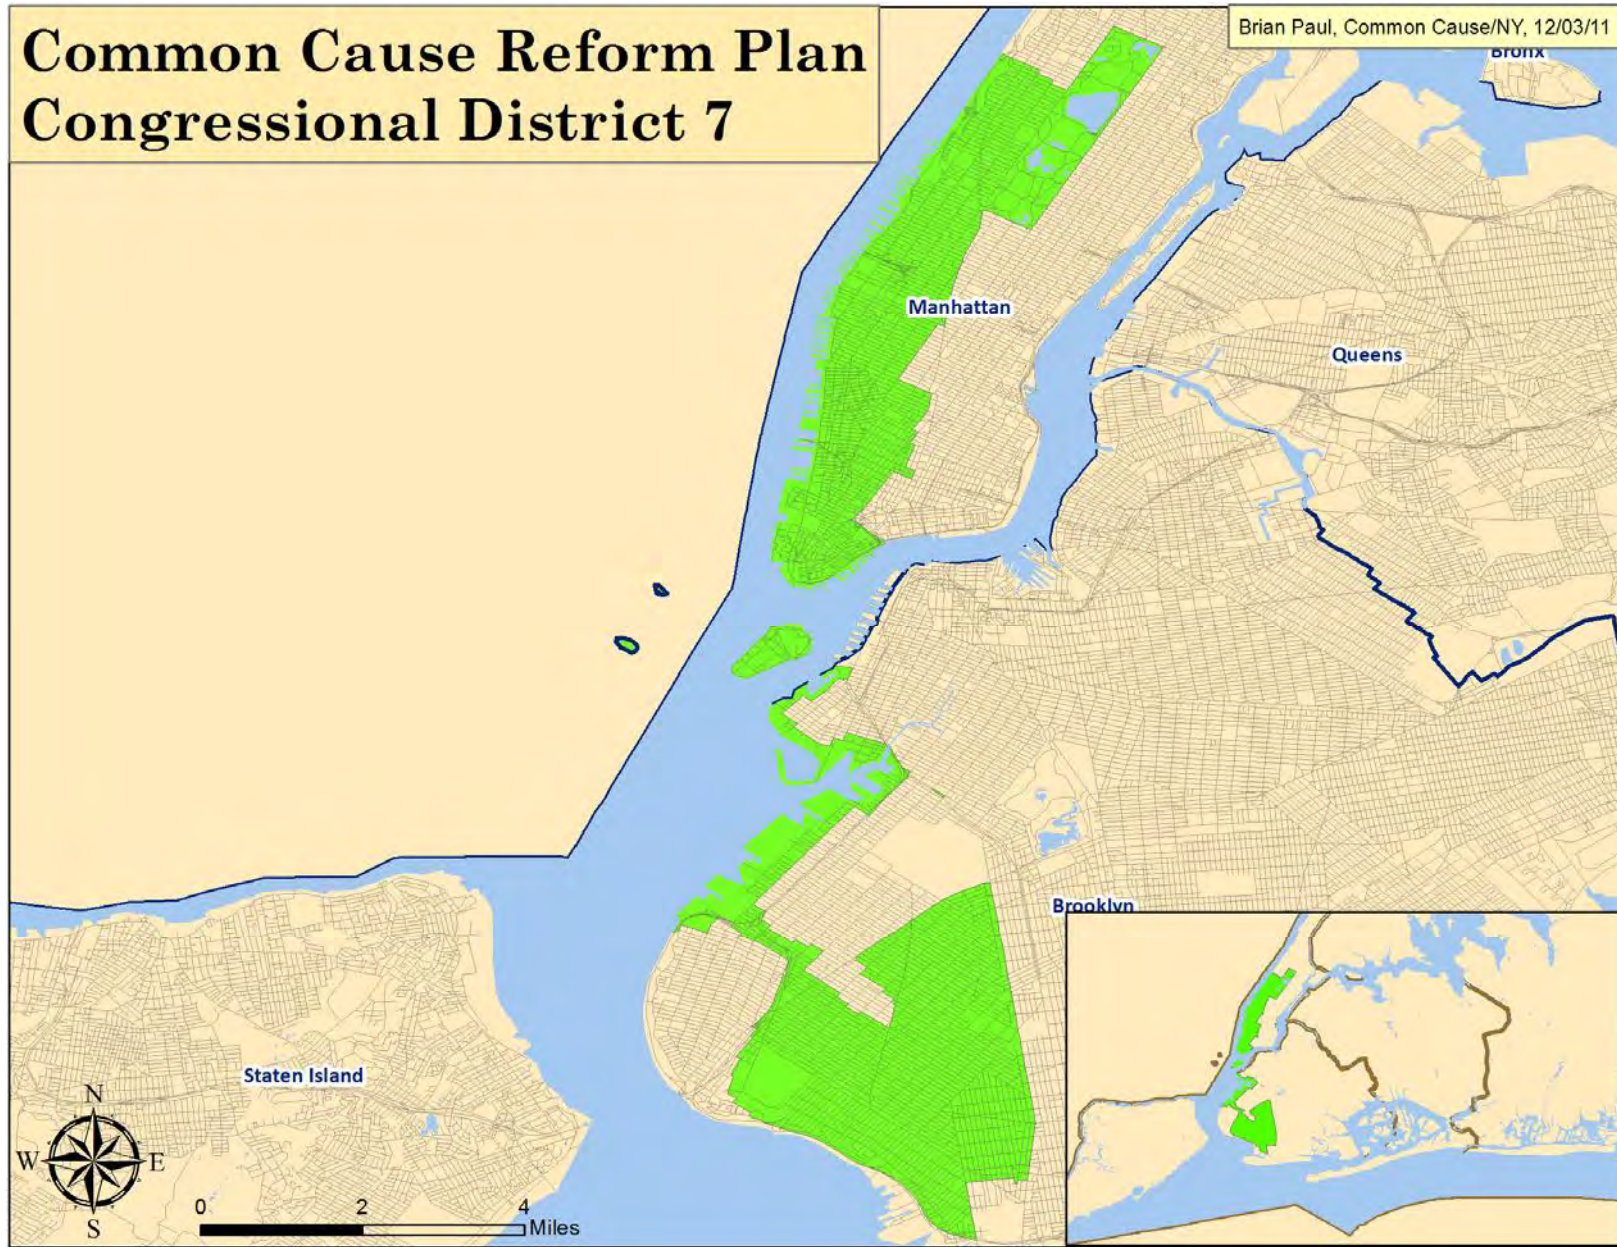 Common Cause Reform Plan
Congressional District 7
Brian Paul, Common Cause/NY, 12/03/11
Bronx
Manhattan
Queens
Brooklyn
Staten Island
N
W
E
S
0
2
4
Miles